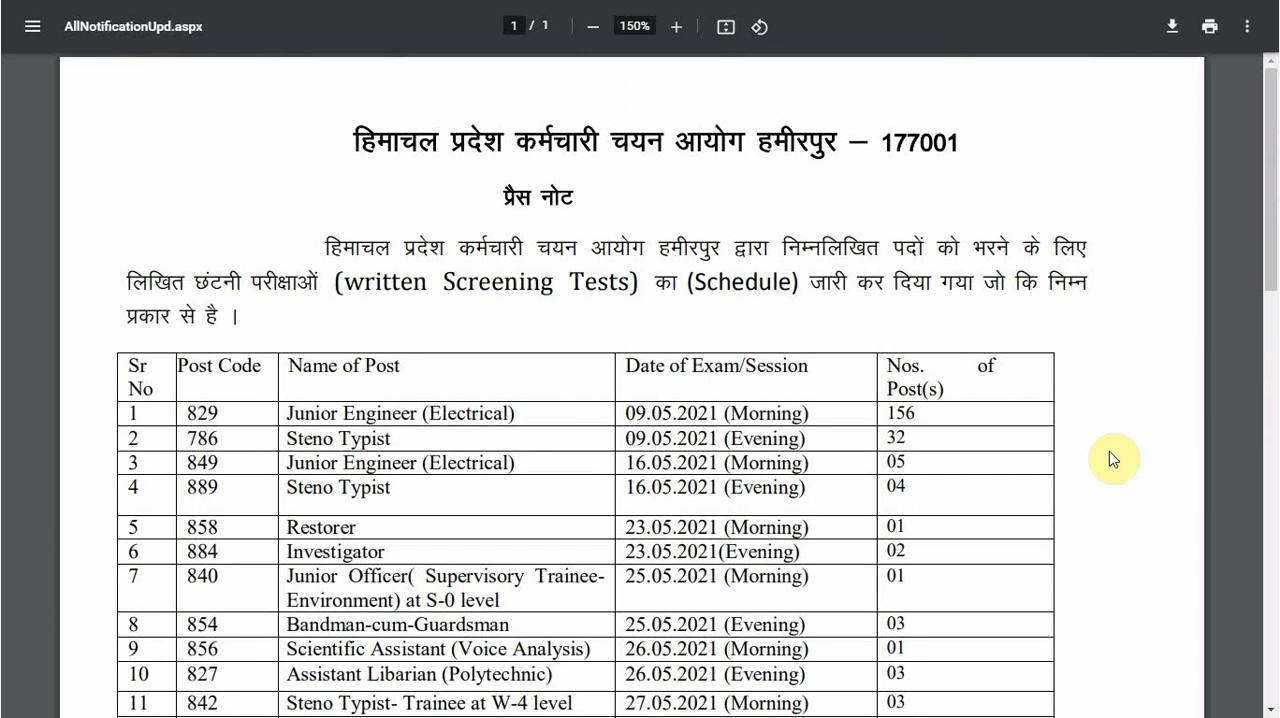 AllNotificationUpd.aspx 1 / 1 150%
हिमाचल प्रदेश कर्मचारी चयन आयोग हमीरपुर – 177001
प्रैस नोट
हिमाचल प्रदेश कर्मचारी चयन आयोग हमीरपुर द्वारा निम्नलिखित पदों को भरने के लिए
लिखित छंटनी परीक्षाओं (written Screening Tests) का (Schedule) जारी कर दिया गया जो कि निम्न
प्रकार से है ।
Sr Post Code Name of Post Date of Exam/Session Nos. of
No Post(s)
1 829 Junior Engineer (Electrical) 09.05.2021 (Morning) 156
2 786 Steno Typist 09.05.2021 (Evening) 32
3 849 Junior Engineer (Electrical) 16.05.2021 (Morning) 05
4 889 Steno Typist 16.05.2021 (Evening) 04
5 858 Restorer 23.05.2021 (Morning) 01
6 884 Investigator 23.05.2021(Evening) 02
7 840 Junior Officer( Supervisory Trainee- 25.05.2021 (Morning) 01
Environment) at S-0 level
8 854 Bandman-cum-Guardsman 25.05.2021 (Evening) 03
9 856 Scientific Assistant (Voice Analysis) 26.05.2021 (Morning) 01
10 827 Assistant Libarian (Polytechnic) 26.05.2021 (Evening) 03
11 842 Steno Typist- Trainee at W-4 level 27.05.2021 (Morning) 03